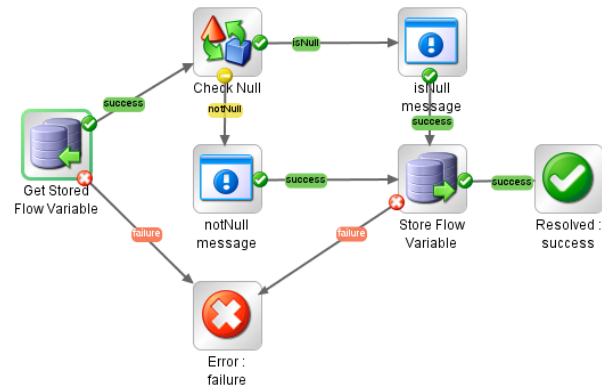 isNull
Check Null
isNull
message
success
notNull
success
Get Stored
Flow Variable
success
success
notNull
message
Store Flow
Variable
Resolved :
success
failure
failure
Error :
failure